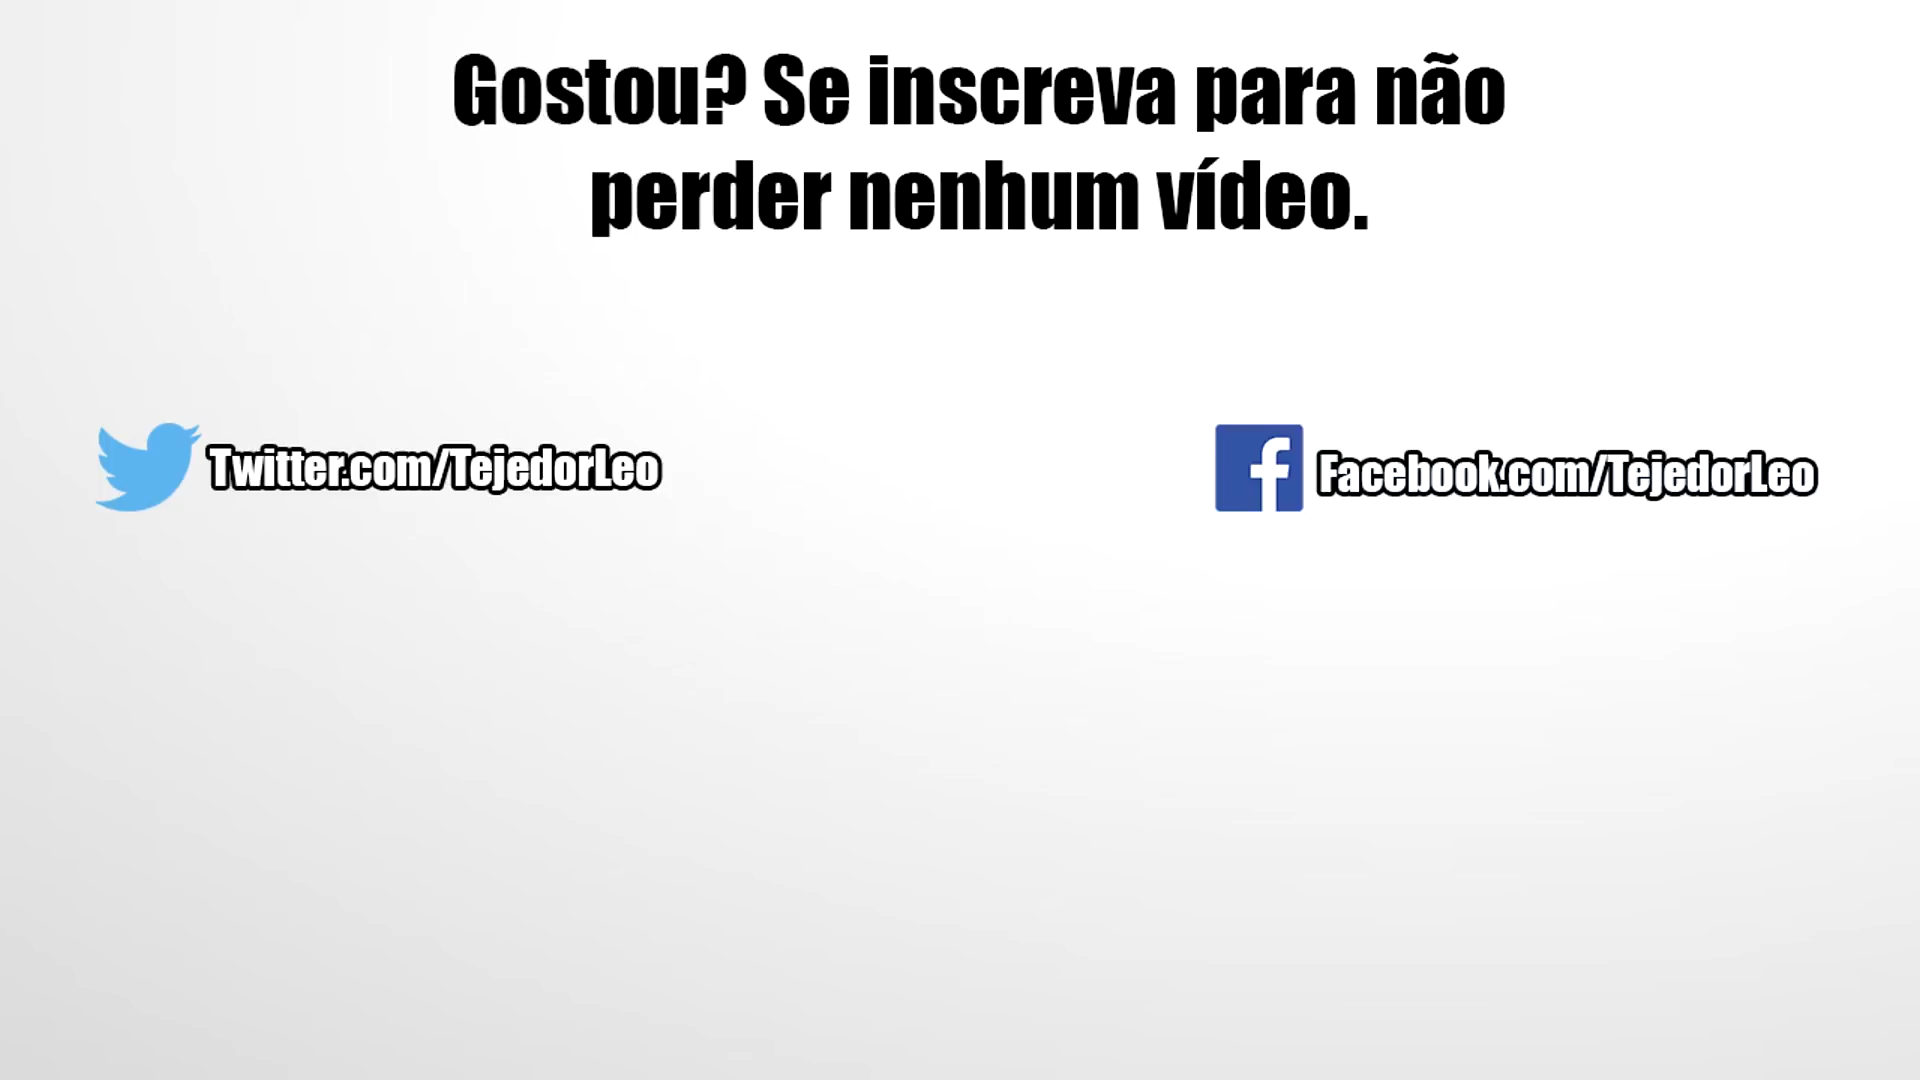 Gostou? Se inscreva para não
perder nenhum vídeo.
Twitter.com/TejedorLeo
Facebook.com/TejedorLeo